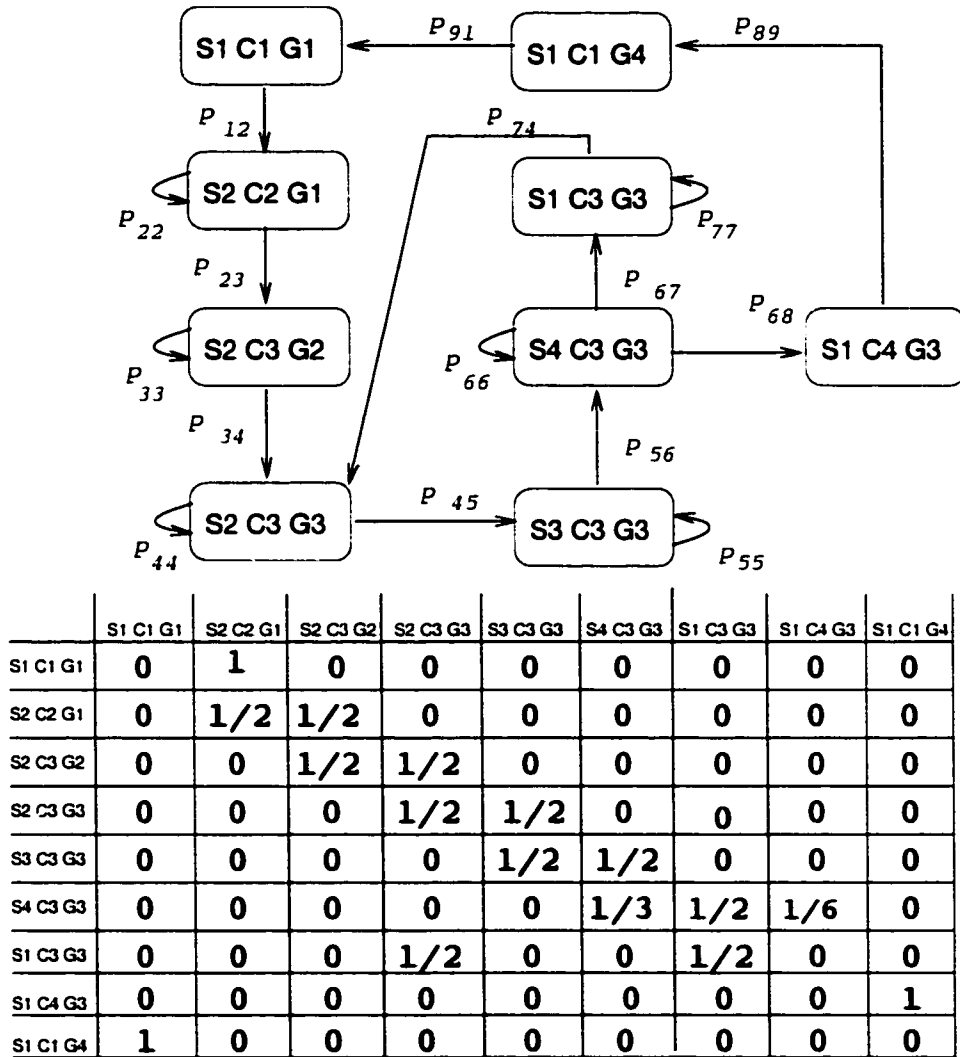 P91
P89
S1 C1 G1
S1 C1 G4
P12
P74
S2 C2 G1
S1 C3 G3
P22
P77
P23
P67
P68
S2 C3 G2
S4 C3 G3
S1 C4 G3
P33
P66
P34
P56
P45
S2 C3 G3
S3 C3 G3
P44
P55
S1 C1 G1 S2 C2 G1 S2 C3 G2 S2 C3 G3 S3 C3 G3 S4 C3 G3 S1 C3 G3 S1 C4 G3 S1 C1 G4
S1 C1 G1 0 1 0 0 0 0 0 0 0
S2 C2 G1 0 1/2 1/2 0 0 0 0 0 0
S2 C3 G2 0 0 1/2 1/2 0 0 0 0 0
S2 C3 G3 0 0 0 1/2 1/2 0 0 0 0
S3 C3 G3 0 0 0 0 1/2 1/2 0 0 0
S4 C3 G3 0 0 0 0 0 1/3 1/2 1/6 0
S1 C3 G3 0 0 0 1/2 0 0 1/2 0 0
S1 C4 G3 0 0 0 0 0 0 0 0 1
S1 C1 G4 1 0 0 0 0 0 0 0 0